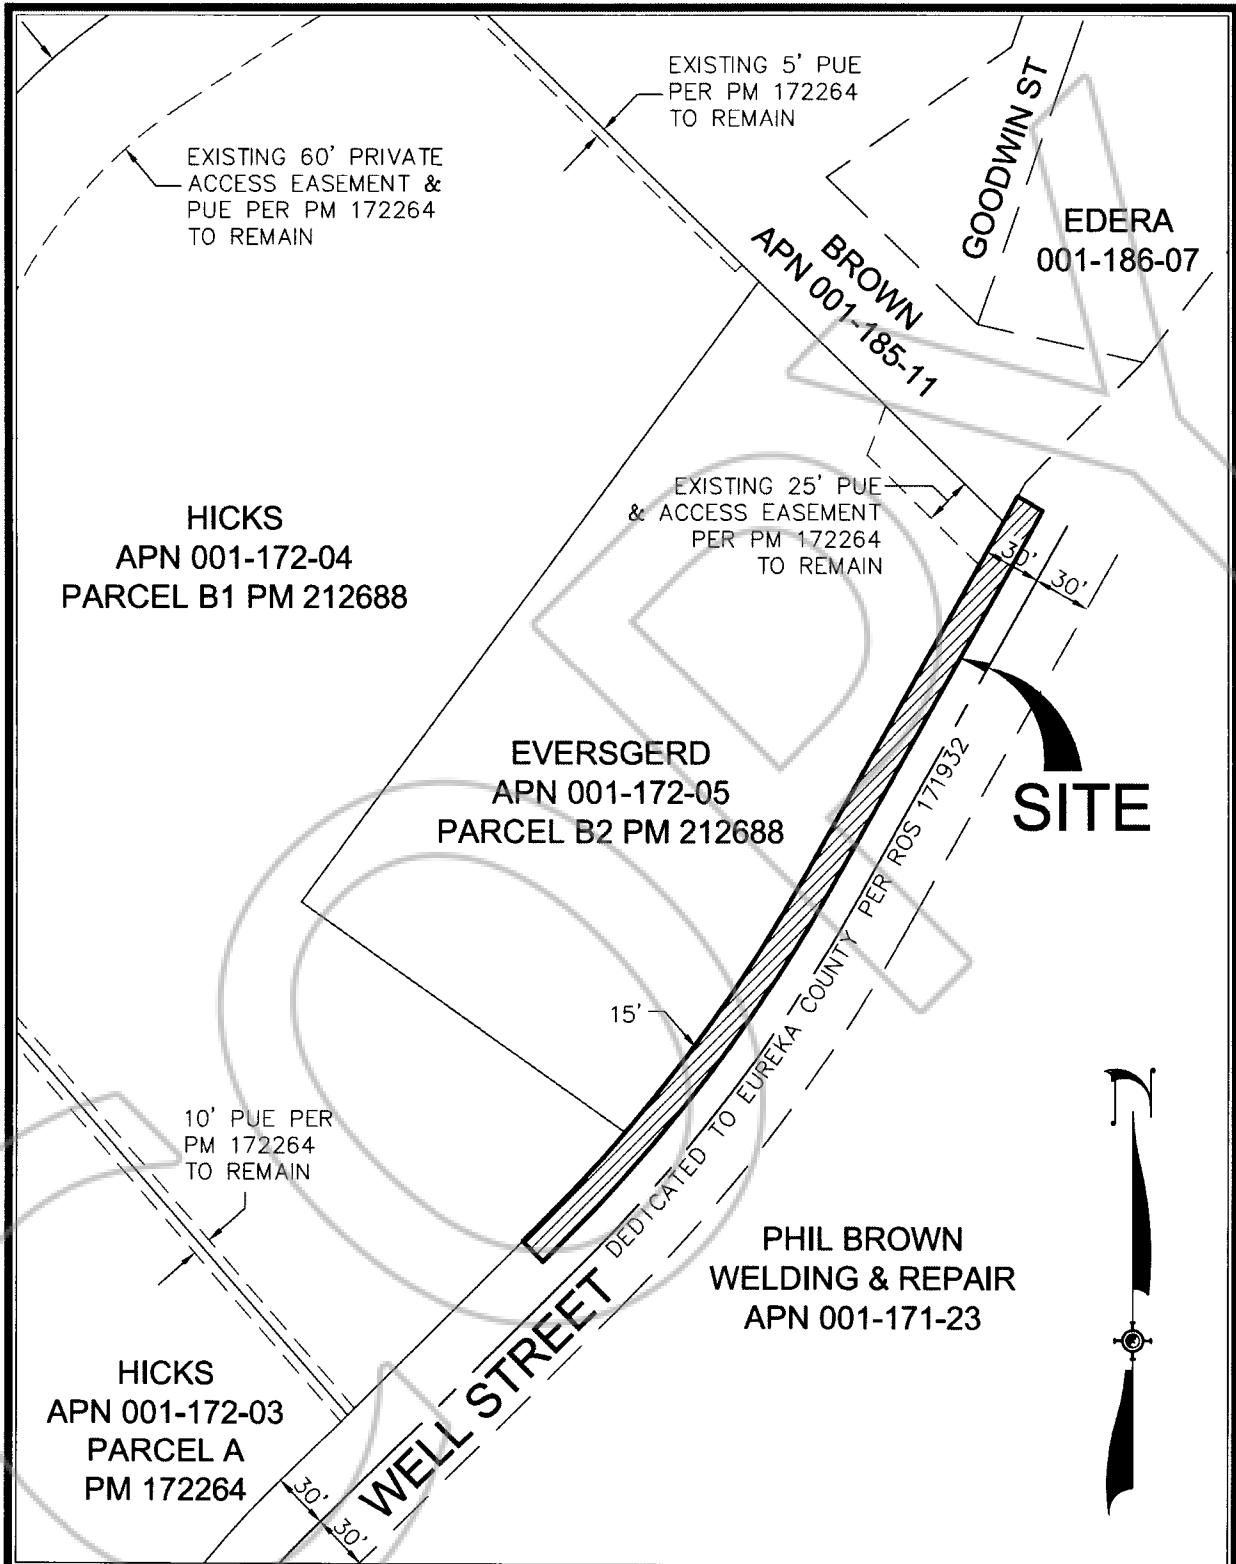 EXISTING 5' PUE
PER PM 172264
TO REMAIN
GOODWIN ST
EXISTING 60' PRIVATE
ACCESS EASEMENT &
PUE PER PM 172264
TO REMAIN
EDERA
001-186-07
BROWN
APN 001-185-11
EXISTING 25' PUE
& ACCESS EASEMENT
PER PM 172264
TO REMAIN
HICKS
APN 001-172-04
PARCEL B1 PM 212688
30'
30'
EVERSGERD
APN 001-172-05
PARCEL B2 PM 212688
SITE
15'
DEDICATED TO EUREKA COUNTY PER ROS 171932
10' PUE PER
PM 172264
TO REMAIN
N
PHIL BROWN
WELDING & REPAIR
APN 001-171-23
WELL STREET
HICKS
APN 001-172-03
PARCEL A
PM 172264
30'
30'
COPY